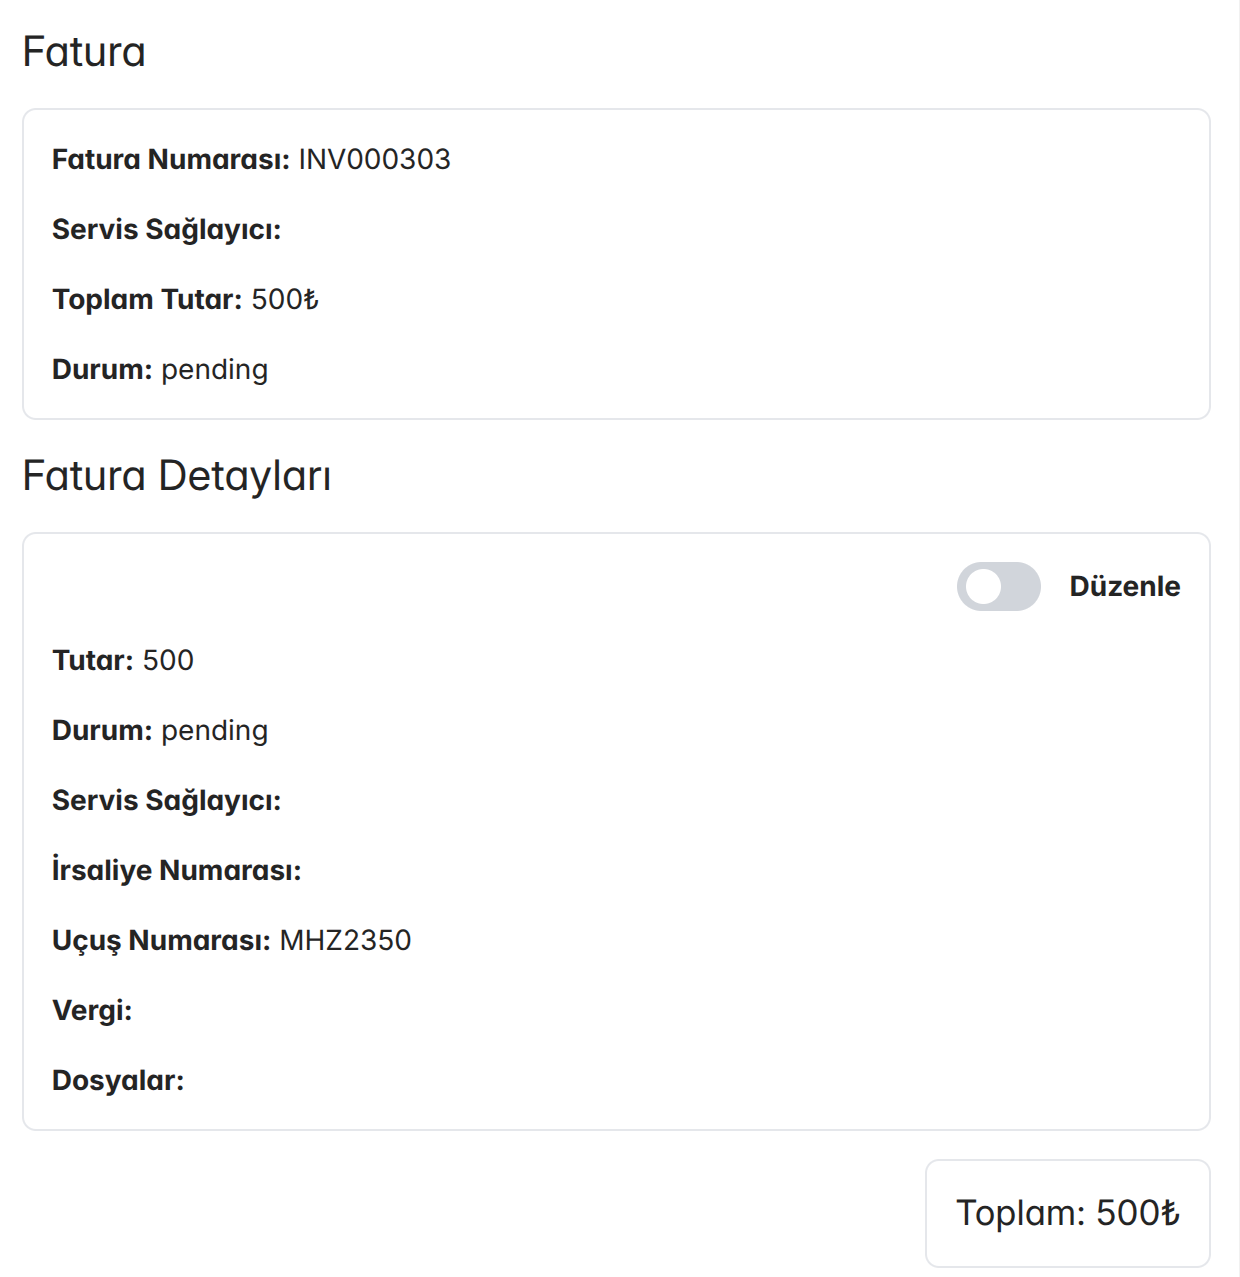 Fatura
Fatura Numarası: INV000303
Servis Sağlayıcı:
Toplam Tutar: 500₺
Durum: pending
Fatura Detayları
Düzenle
Tutar: 500
Durum: pending
Servis Sağlayıcı:
İrsaliye Numarası:
Uçuş Numarası: MHZ2350
Vergi:
Dosyalar:
Toplam: 500₺